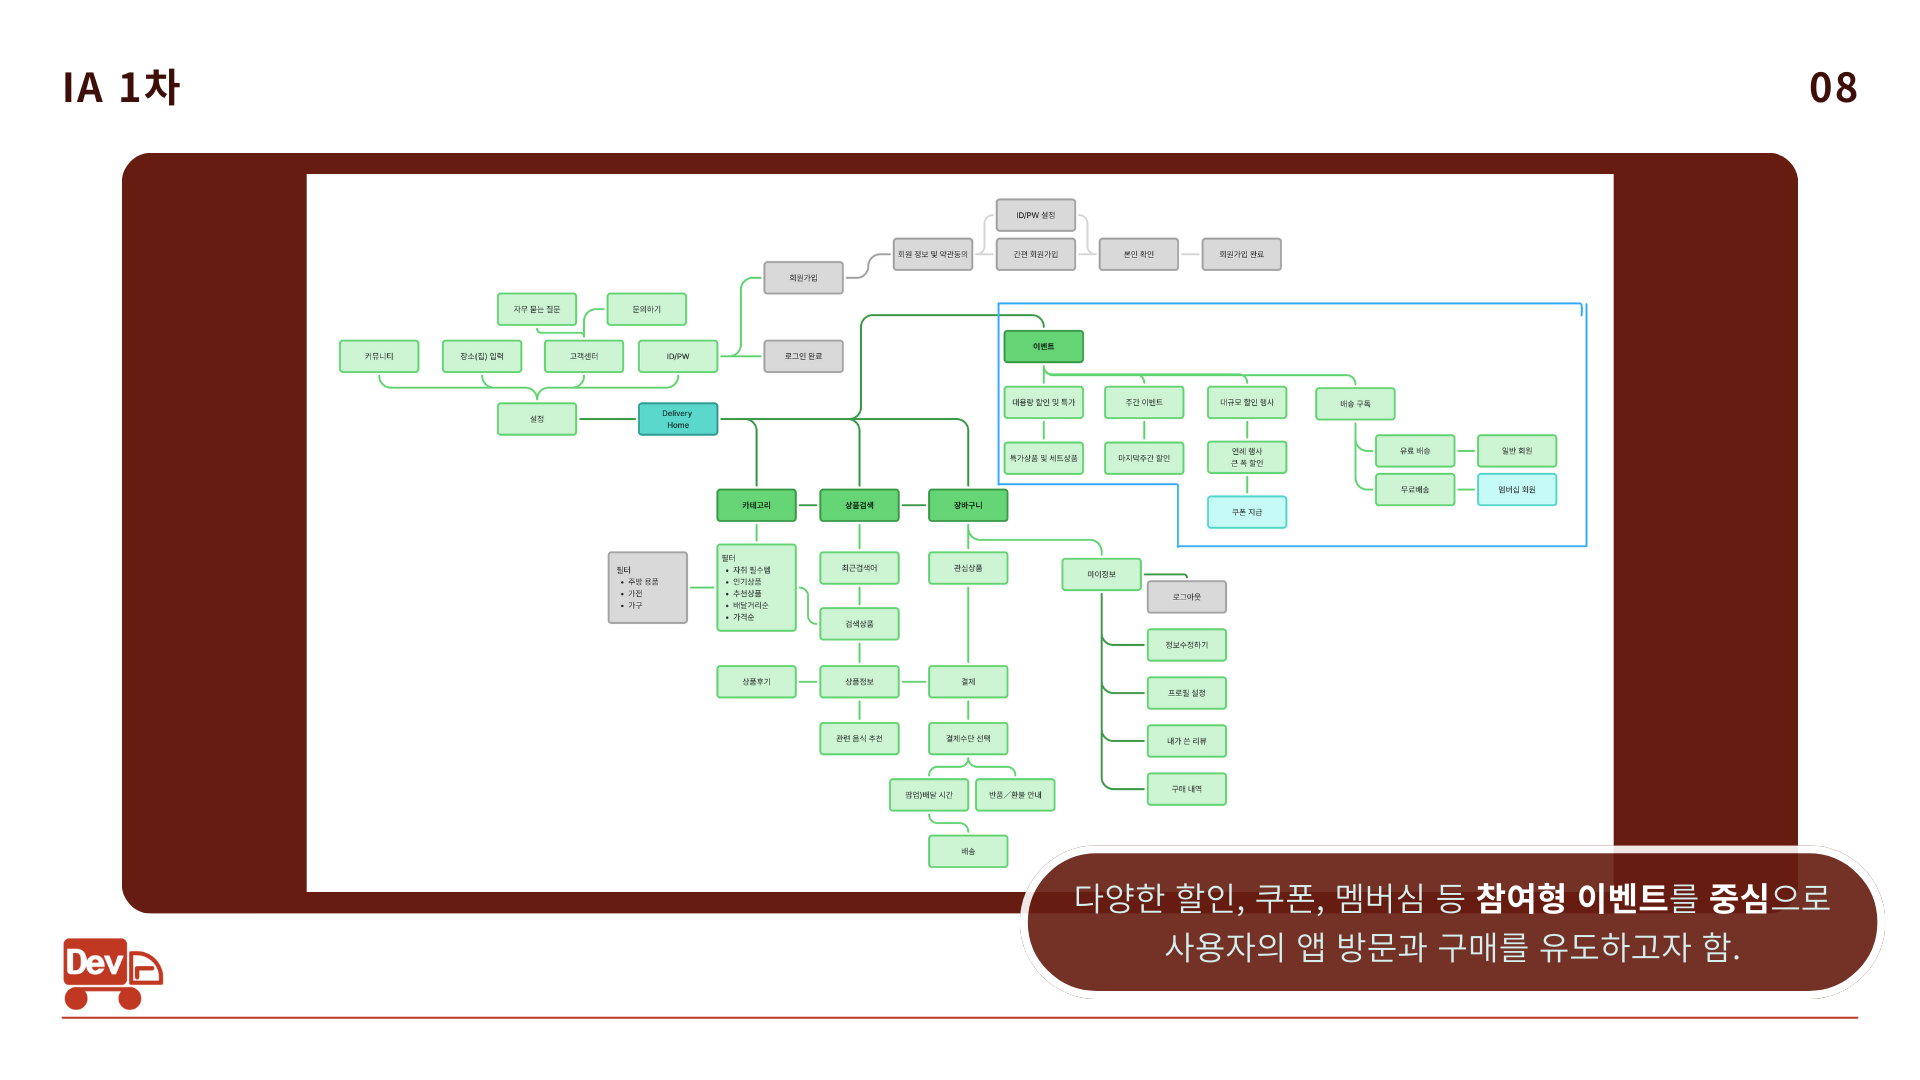 IA 1차
08
ID/PW 설정
회원 정보 및 약관동의
간편 회원가입
본인 확인
회원가입 완료
회원가입
자무 묻는 질문
문의하기
커뮤니티
장소(집) 입력
고객센터
ID/PW
로그인 완료
설정
Delivery
Home
이벤트
대용량 할인 및 특가
주간 이벤트
대규모 할인 행사
배송 구독
특가상품 및 세트상품
마지막주간 할인
연례 행사
큰 폭 할인
유료 배송
일반 회원
무료배송
멤버십 회원
쿠폰 지급
카테고리
상품검색
장바구니
필터
• 주방 용품
• 가전
• 가구
필터
• 자취 필수템
• 인기상품
• 추천상품
• 배달거리순
• 가격순
최근검색어
관심상품
마이정보
로그아웃
검색상품
정보수정하기
상품후기
상품정보
결제
프로필 설정
관련 음식 추천
결제수단 선택
내가 쓴 리뷰
팝업)배달 시간
반품／환불 안내
구매 내역
배송
다양한 할인, 쿠폰, 멤버심 등 참여형 이벤트를 중심으로
사용자의 앱 방문과 구매를 유도하고자 함.
Dev